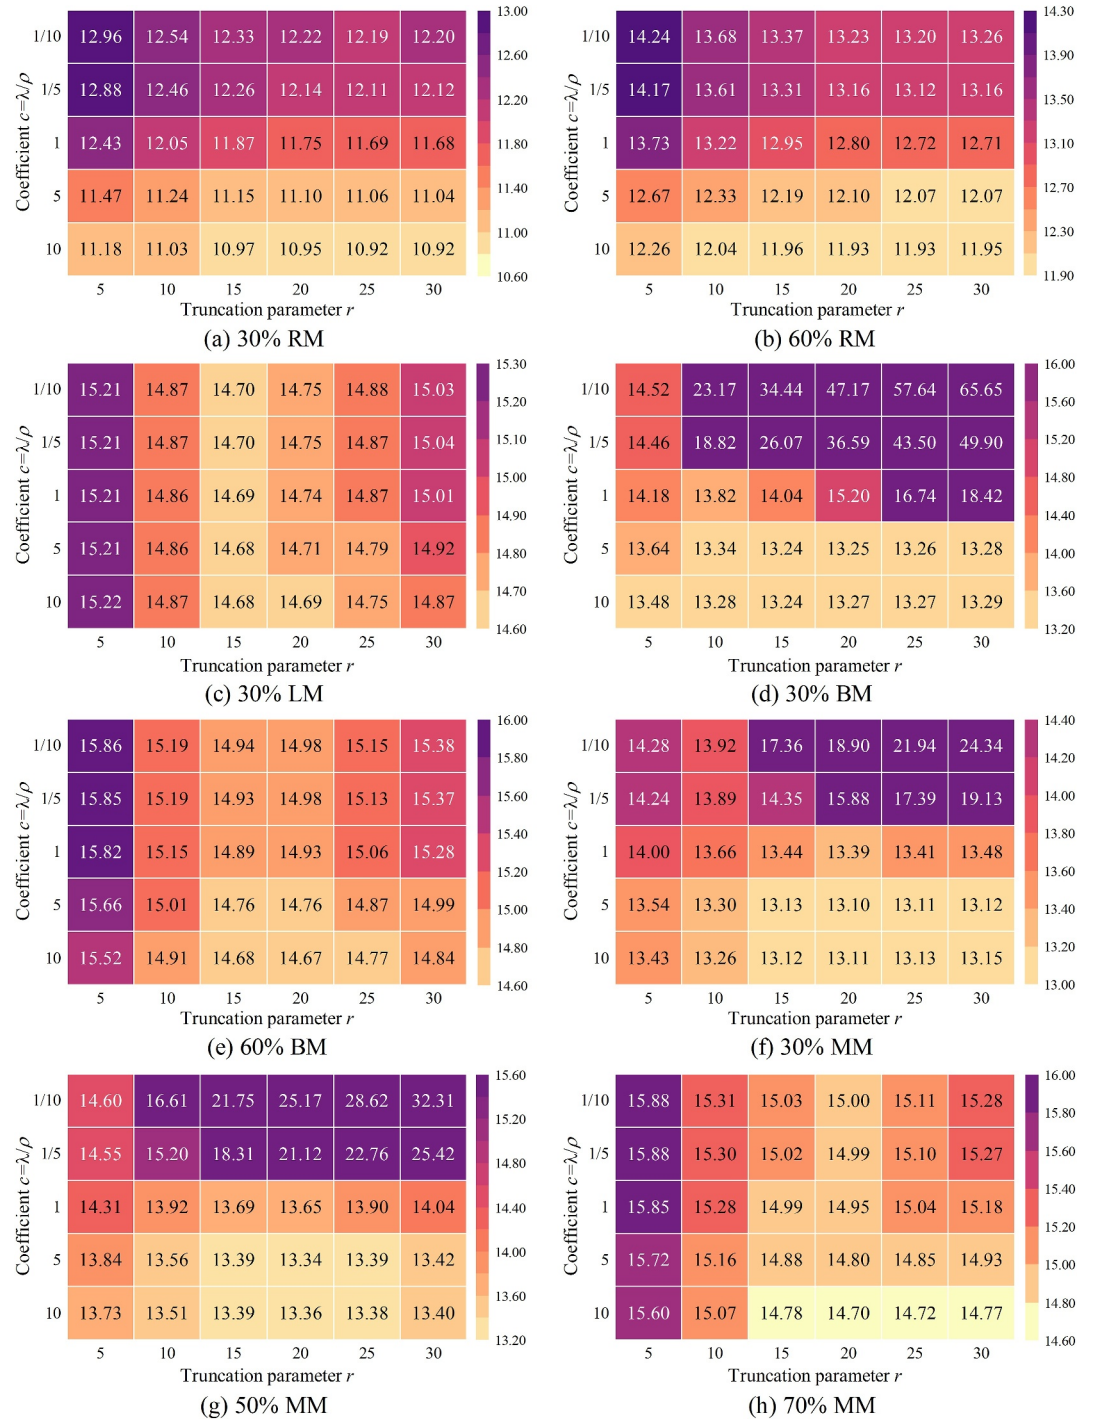 13.00
1/10 12.96 12.54 12.33 12.22 12.19 12.20
12.60
1/5 12.88 12.46 12.26 12.14 12.11 12.12
12.20
1 12.43 12.05 11.87 11.75 11.69 11.68
11.80
5 11.47 11.24 11.15 11.10 11.06 11.04
11.40
11.00
10 11.18 11.03 10.97 10.95 10.92 10.92
10.60
Coefficient c=λ/ρ
5 10 15 20 25 30
Truncation parameter r
(a) 30% RM
14.30
1/10 14.24 13.68 13.37 13.23 13.20 13.26
13.90
1/5 14.17 13.61 13.31 13.16 13.12 13.16
13.50
1 13.73 13.22 12.95 12.80 12.72 12.71
13.10
12.70
5 12.67 12.33 12.19 12.10 12.07 12.07
12.30
10 12.26 12.04 11.96 11.93 11.93 11.95
11.90
Coefficient c=λ/ρ
5 10 15 20 25 30
Truncation parameter r
(b) 60% RM
15.30
1/10 15.21 14.87 14.70 14.75 14.88 15.03
15.20
1/5 15.21 14.87 14.70 14.75 14.87 15.04
15.10
15.00
1 15.21 14.86 14.69 14.74 14.87 15.01
14.90
5 15.21 14.86 14.68 14.71 14.79 14.92
14.80
14.70
10 15.22 14.87 14.68 14.69 14.75 14.87
14.60
Coefficient c=λ/ρ
5 10 15 20 25 30
Truncation parameter r
(c) 30% LM
16.00
1/10 14.52 23.17 34.44 47.17 57.64 65.65
15.60
1/5 14.46 18.82 26.07 36.59 43.50 49.90
15.20
14.80
1 14.18 13.82 14.04 15.20 16.74 18.42
14.40
5 13.64 13.34 13.24 13.25 13.26 13.28
14.00
13.60
10 13.48 13.28 13.24 13.27 13.27 13.29
13.20
Coefficient c=λ/ρ
5 10 15 20 25 30
Truncation parameter r
(d) 30% BM
16.00
1/10 15.86 15.19 14.94 14.98 15.15 15.38
15.80
1/5 15.85 15.19 14.93 14.98 15.13 15.37
15.60
15.40
1 15.82 15.15 14.89 14.93 15.06 15.28
15.20
5 15.66 15.01 14.76 14.76 14.87 14.99
15.00
14.80
10 15.52 14.91 14.68 14.67 14.77 14.84
14.60
Coefficient c=λ/ρ
5 10 15 20 25 30
Truncation parameter r
(e) 60% BM
14.40
1/10 14.28 13.92 17.36 18.90 21.94 24.34
14.20
1/5 14.24 13.89 14.35 15.88 17.39 19.13
14.00
13.80
1 14.00 13.66 13.44 13.39 13.41 13.48
13.60
5 13.54 13.30 13.13 13.10 13.11 13.12
13.40
13.20
10 13.43 13.26 13.12 13.11 13.13 13.15
13.00
Coefficient c=λ/ρ
5 10 15 20 25 30
Truncation parameter r
(f) 30% MM
15.60
1/10 14.60 16.61 21.75 25.17 28.62 32.31
15.20
1/5 14.55 15.20 18.31 21.12 22.76 25.42
14.80
1 14.31 13.92 13.69 13.65 13.90 14.04
14.40
14.00
5 13.84 13.56 13.39 13.34 13.39 13.42
13.60
10 13.73 13.51 13.39 13.36 13.38 13.40
13.20
Coefficient c=λ/ρ
5 10 15 20 25 30
Truncation parameter r
(g) 50% MM
16.00
1/10 15.88 15.31 15.03 15.00 15.11 15.28
15.80
1/5 15.88 15.30 15.02 14.99 15.10 15.27
15.60
15.40
1 15.85 15.28 14.99 14.95 15.04 15.18
15.20
5 15.72 15.16 14.88 14.80 14.85 14.93
15.00
14.80
10 15.60 15.07 14.78 14.70 14.72 14.77
14.60
Coefficient c=λ/ρ
5 10 15 20 25 30
Truncation parameter r
(h) 70% MM